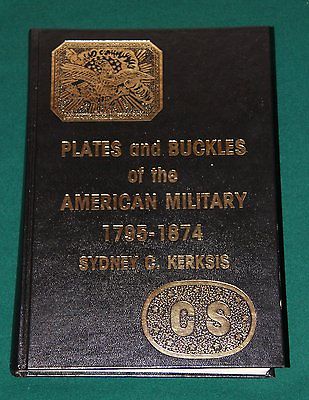 PLATES and BUCKLES
of the
AMERICAN MILITARY
1795-1874
SYDNEY C. KERKSIS
CS